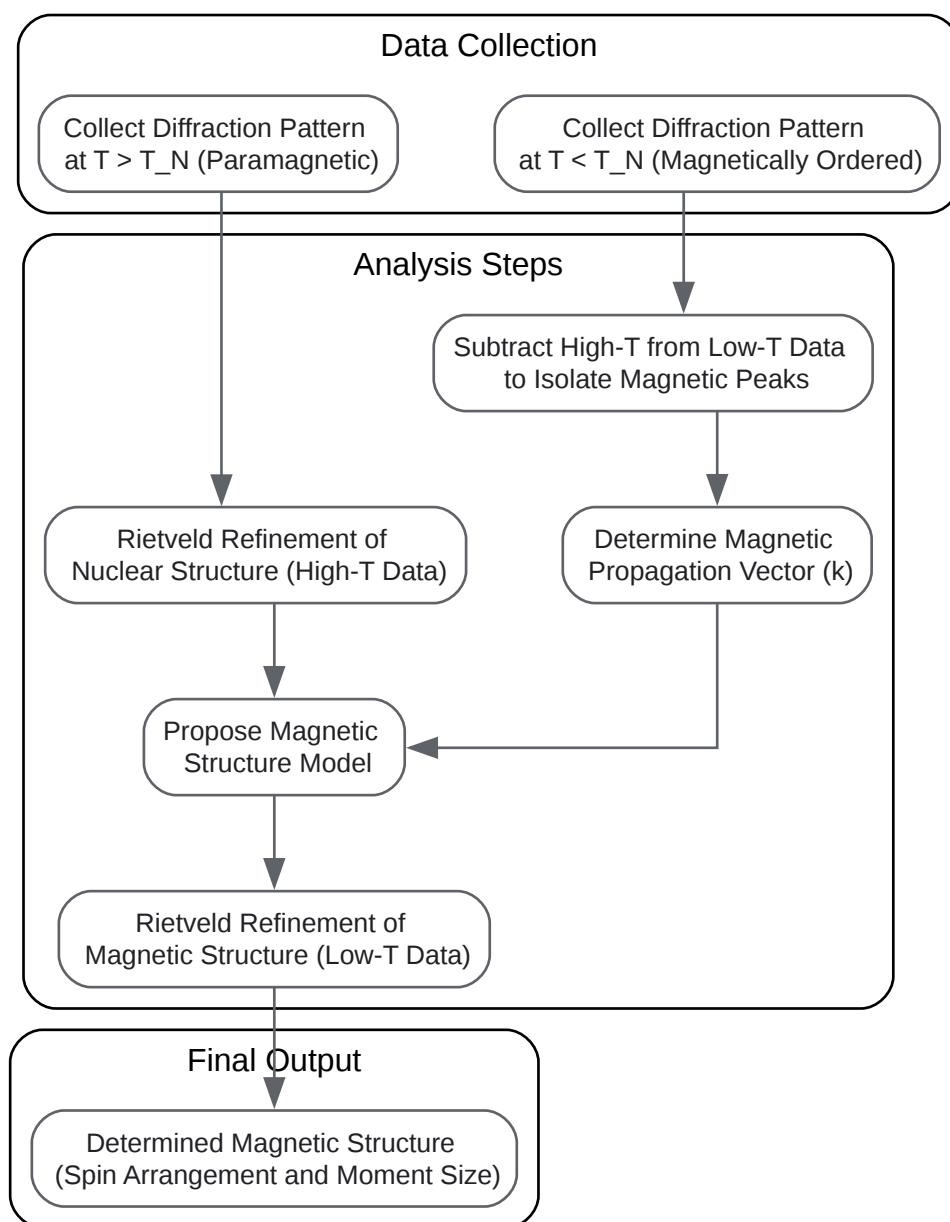 Data Collection
Collect Diffraction Pattern
at T > T_N (Paramagnetic)
Collect Diffraction Pattern
at T < T_N (Magnetically Ordered)
Analysis Steps
Subtract High-T from Low-T Data
to Isolate Magnetic Peaks
Rietveld Refinement of
Nuclear Structure (High-T Data)
Determine Magnetic
Propagation Vector (k)
Propose Magnetic
Structure Model
Rietveld Refinement of
Magnetic Structure (Low-T Data)
Final Output
Determined Magnetic Structure
(Spin Arrangement and Moment Size)